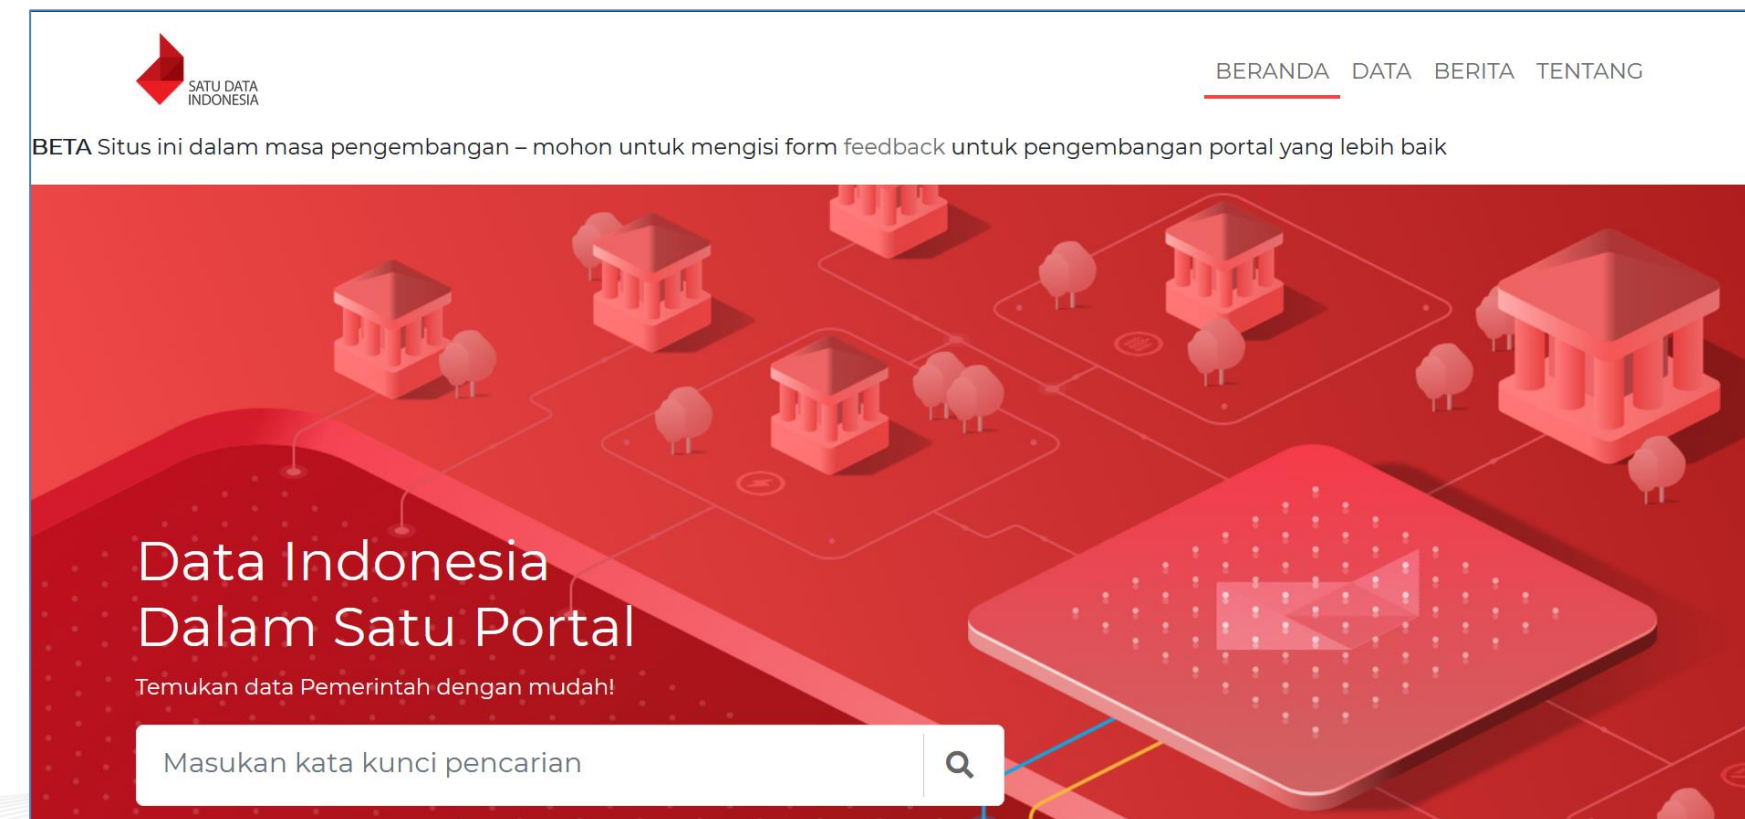 SATU DATA
INDONESIA
BERANDA DATA BERITA TENTANG
BETA Situs ini dalam masa pengembangan – mohon untuk mengisi form feedback untuk pengembangan portal yang lebih baik
Data Indonesia
Dalam Satu Portal
Temukan data Pemerintah dengan mudah!
Masukan kata kunci pencarian